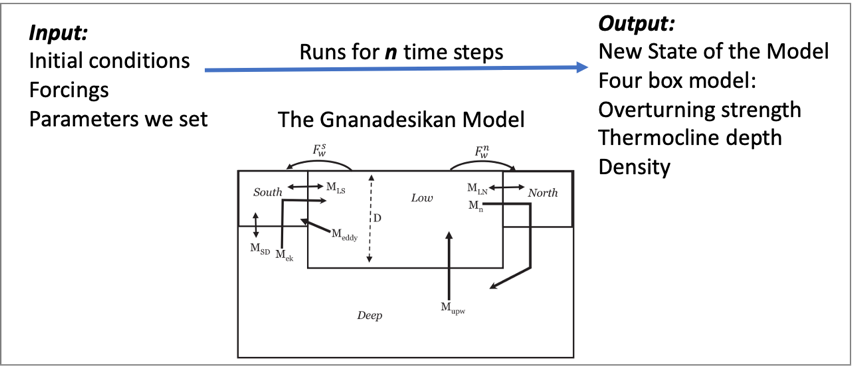 Input:
Initial conditions
Forcings
Parameters we set
Runs for n time steps
Output:
New State of the Model
Four box model:
Overturning strength
Thermocline depth
Density
The Gnanadesikan Model
F_w^s
F_w^n
South
M_LS
Low
M_LN
North
M_n
D
M_eddy
M_SD
M_ek
M_upw
Deep